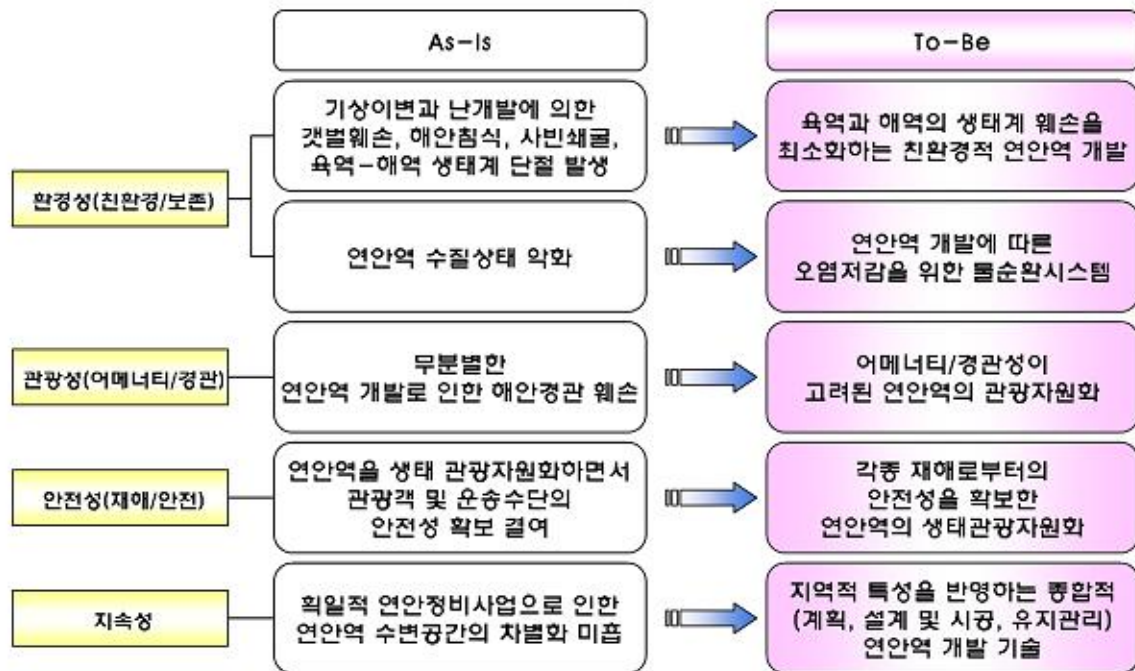 As-Is
To-Be
환경성(친환경/보존)
기상이변과 난개발에 의한
갯벌훼손, 해안침식, 사빈쇄굴,
육역-해역 생태계 단절 발생
육역과 해역의 생태계 훼손을
최소화하는 친환경적 연안역 개발
연안역 수질상태 악화
연안역 개발에 따른
오염저감을 위한 물순환시스템
관광성(어메너티/경관)
무분별한
연안역 개발로 인한 해안경관 훼손
어메너티/경관성이
고려된 연안역의 관광자원화
안전성(재해/안전)
연안역을 생태 관광자원화하면서
관광객 및 운송수단의
안전성 확보 결여
각종 재해로부터의
안전성을 확보한
연안역의 생태관광자원화
지속성
획일적 연안정비사업으로 인한
연안역 수변공간의 차별화 미흡
지역적 특성을 반영하는 종합적
(계획, 설계 및 시공, 유지관리)
연안역 개발 기술